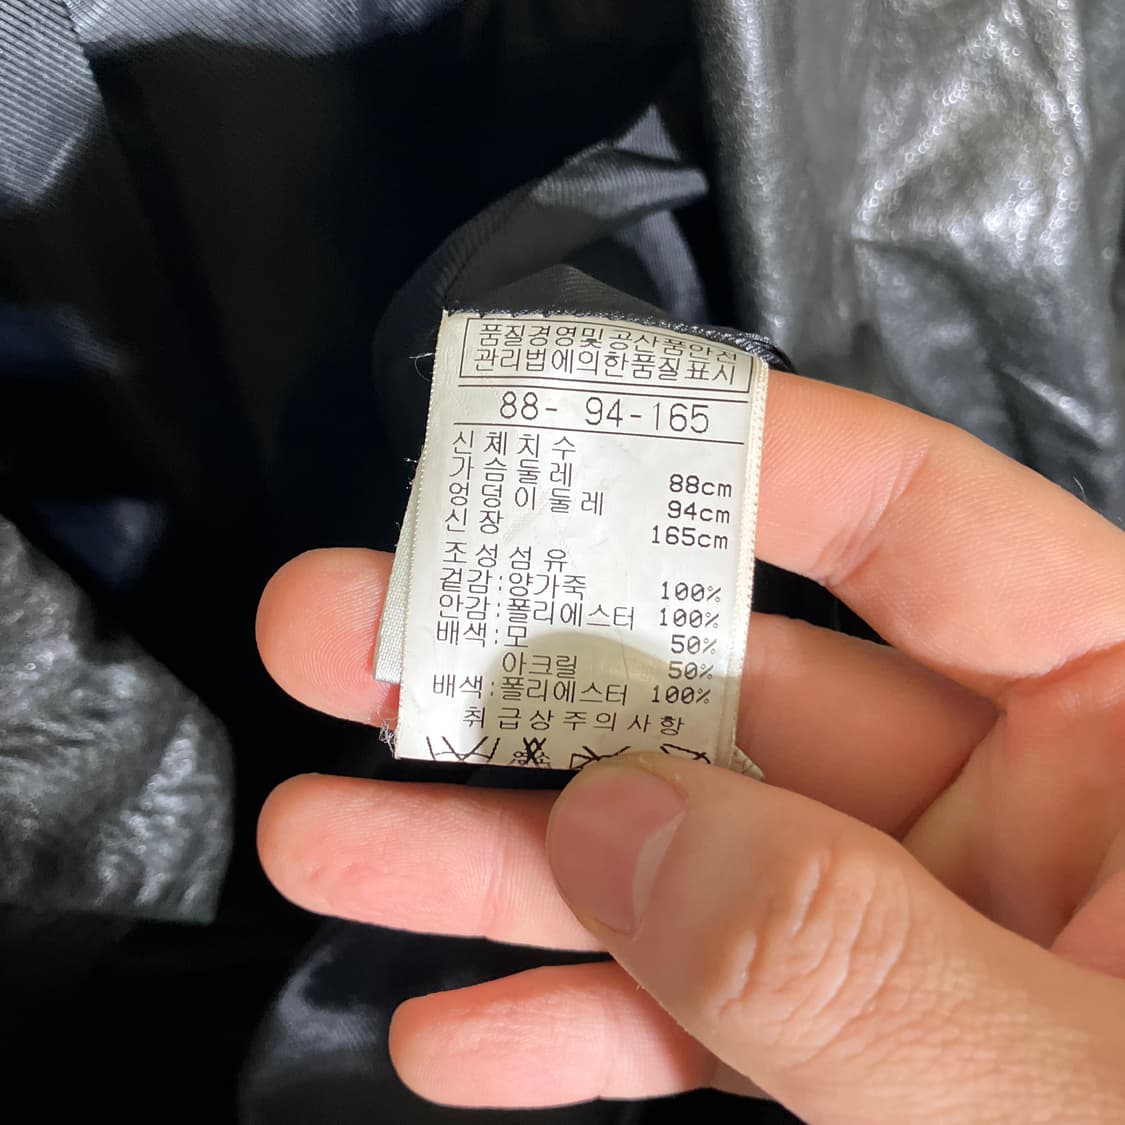 품질경영및공산품안전
관리법에의한품질표시
88- 94-165
신체치수
가슴둘레 88cm
엉덩이둘레 94cm
신장 165cm
조성섬유
겉감:양가죽 100%
안감:폴리에스터 100%
배색:모 50%
아크릴 50%
배색:폴리에스터 100%
취급상주의사항